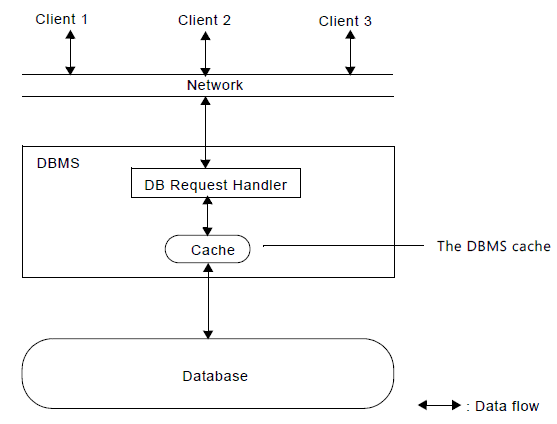 Client 1
Client 2
Client 3
Network
DBMS
DB Request Handler
Cache
The DBMS cache
Database
: Data flow